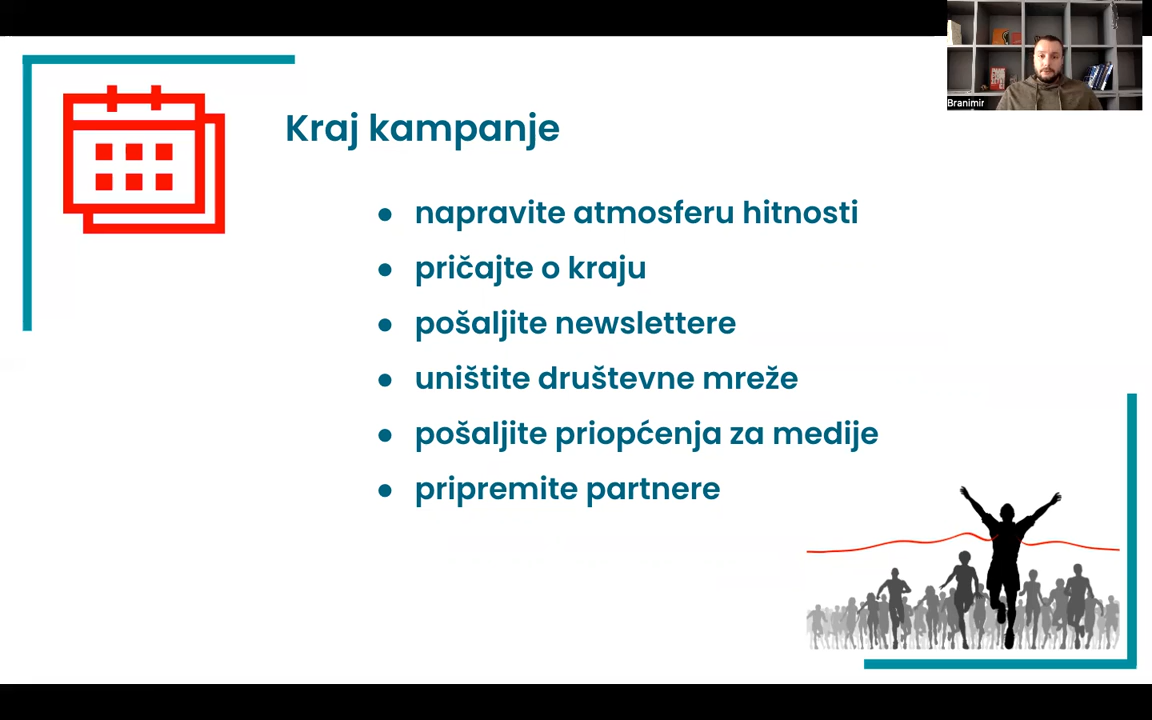 Branimir
Kraj kampanje
● napravite atmosferu hitnosti
● pričajte o kraju
● pošaljite newslettere
● uništite društevne mreže
● pošaljite priopćenja za medije
● pripremite partnere